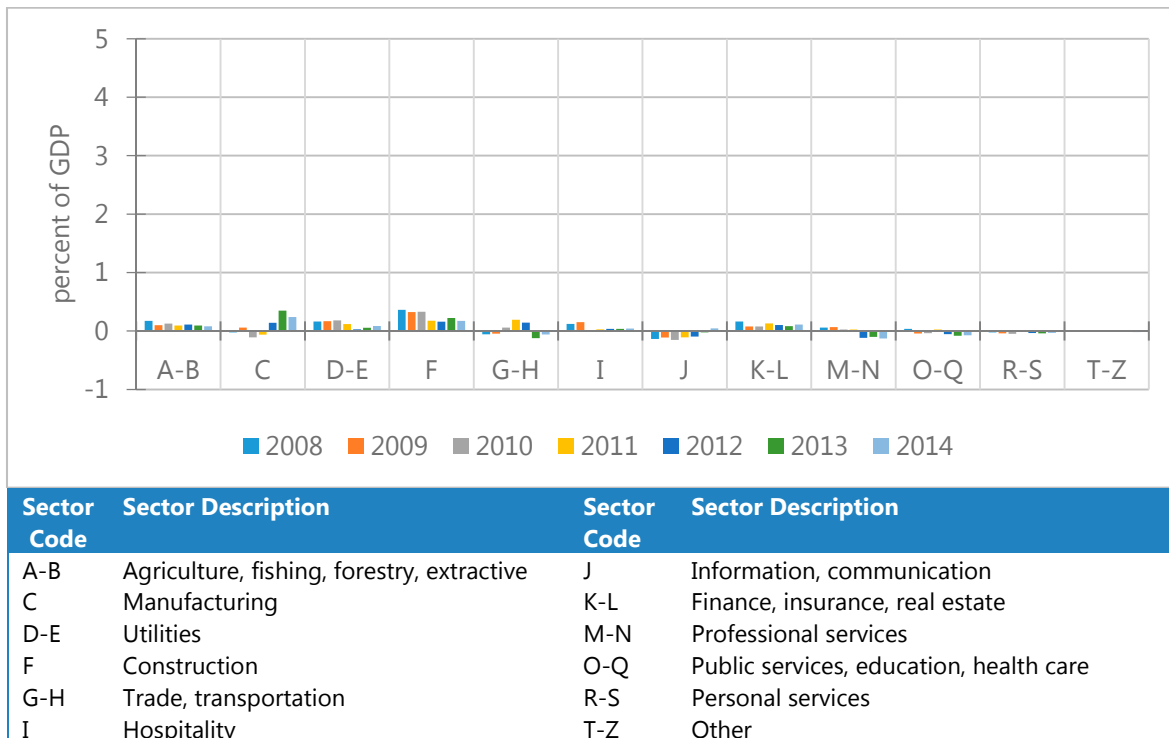 5
4
3
2
1
0
-1
percent of GDP
A-B C D-E F G-H I J K-L M-N O-Q R-S T-Z
2008 2009 2010 2011 2012 2013 2014
Sector Code Sector Description Sector Code Sector Description
A-B Agriculture, fishing, forestry, extractive J Information, communication
C Manufacturing K-L Finance, insurance, real estate
D-E Utilities M-N Professional services
F Construction O-Q Public services, education, health care
G-H Trade, transportation R-S Personal services
I Hospitality T-Z Other